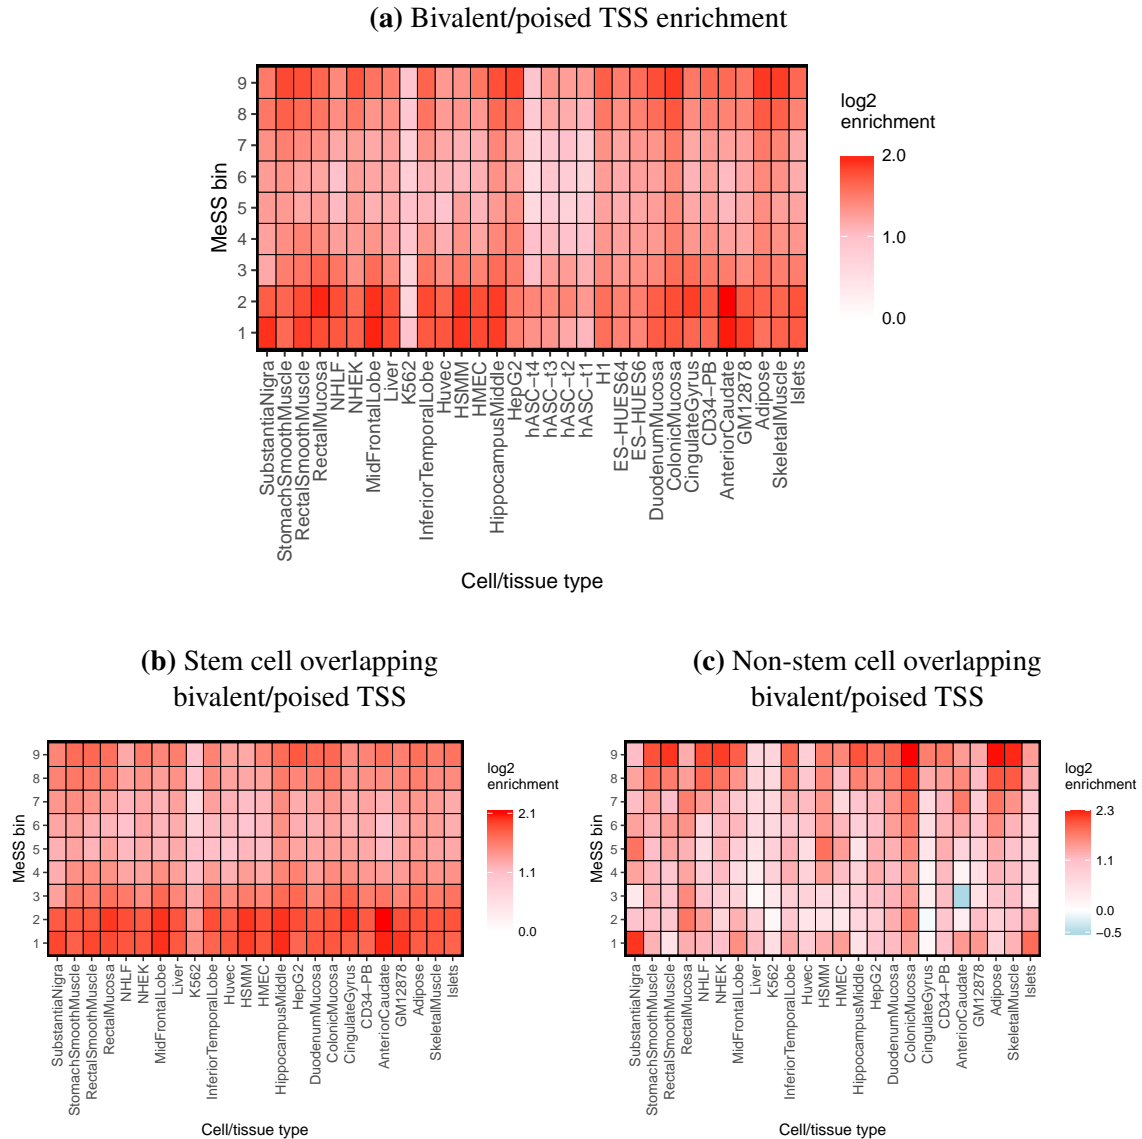 (a) Bivalent/poised TSS enrichment
MeSS bin
9
8
7
6
5
4
3
2
1
log2
enrichment
2.0
1.0
0.0
SubstantiaNigra
StomachSmoothMuscle
RectalSmoothMuscle
RectalMucosa
NHLF
NHEK
MidFrontalLobe
Liver
K562
InferiorTemporalLobe
Huvec
HSMM
HMEC
HippocampusMiddle
HepG2
hASC−t4
hASC−t3
hASC−t2
hASC−t1
H1
ES−HUES64
ES−HUES6
DuodenumMucosa
ColonicMucosa
CingulateGyrus
CD34−PB
AnteriorCaudate
GM12878
Adipose
SkeletalMuscle
Islets
Cell/tissue type
(b) Stem cell overlapping
bivalent/poised TSS
MeSS bin
9
8
7
6
5
4
3
2
1
log2
enrichment
2.1
1.1
0.0
SubstantiaNigra
StomachSmoothMuscle
RectalSmoothMuscle
RectalMucosa
NHLF
NHEK
MidFrontalLobe
Liver
K562
InferiorTemporalLobe
Huvec
HSMM
HMEC
HippocampusMiddle
HepG2
DuodenumMucosa
ColonicMucosa
CingulateGyrus
CD34−PB
AnteriorCaudate
GM12878
Adipose
SkeletalMuscle
Islets
Cell/tissue type
(c) Non-stem cell overlapping
bivalent/poised TSS
MeSS bin
9
8
7
6
5
4
3
2
1
log2
enrichment
2.3
1.1
0.0
−0.5
SubstantiaNigra
StomachSmoothMuscle
RectalSmoothMuscle
RectalMucosa
NHLF
NHEK
MidFrontalLobe
Liver
K562
InferiorTemporalLobe
Huvec
HSMM
HMEC
HippocampusMiddle
HepG2
DuodenumMucosa
ColonicMucosa
CingulateGyrus
CD34−PB
AnteriorCaudate
GM12878
Adipose
SkeletalMuscle
Islets
Cell/tissue type